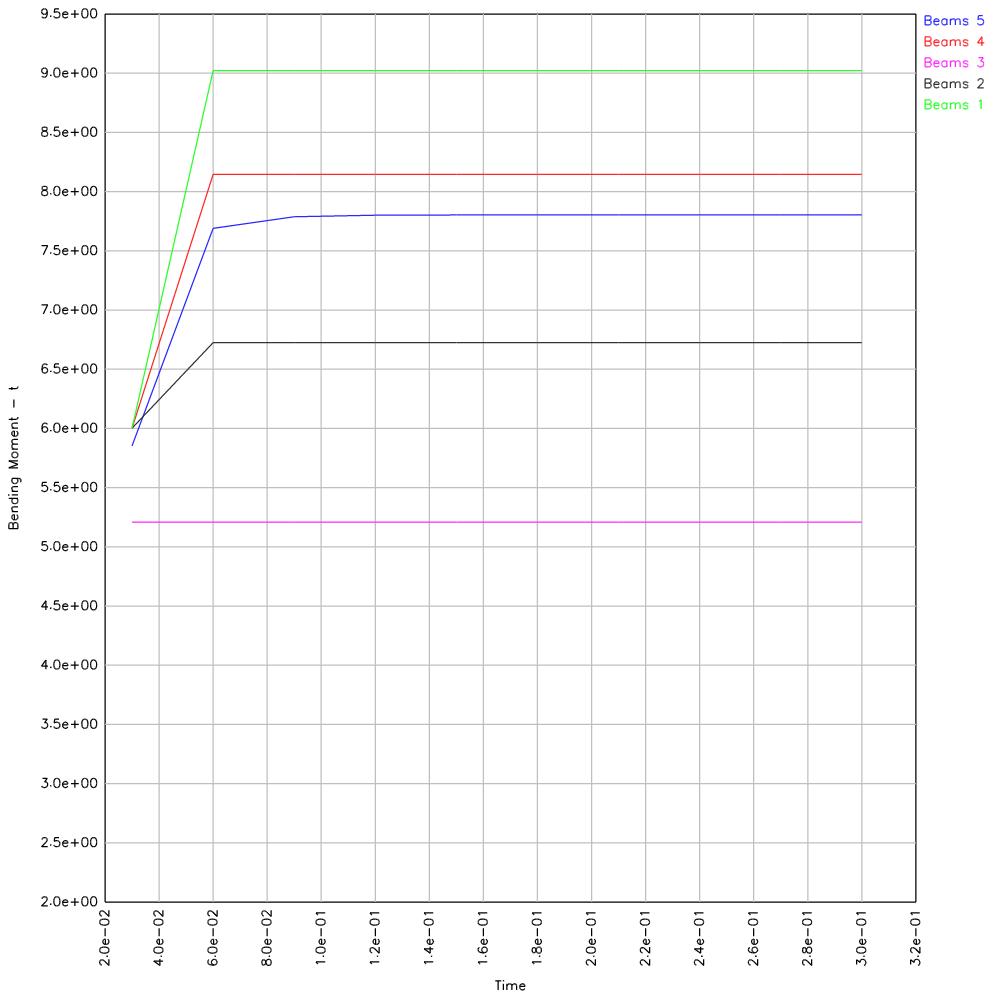 9.5e+00
9.0e+00
8.5e+00
8.0e+00
7.5e+00
7.0e+00
6.5e+00
6.0e+00
5.5e+00
5.0e+00
4.5e+00
4.0e+00
3.5e+00
3.0e+00
2.5e+00
2.0e+00
Bending Moment - t
2.0e-02
4.0e-02
6.0e-02
8.0e-02
1.0e-01
1.2e-01
1.4e-01
1.6e-01
1.8e-01
2.0e-01
2.2e-01
2.4e-01
2.6e-01
2.8e-01
3.0e-01
3.2e-01
Time
Beams 5
Beams 4
Beams 3
Beams 2
Beams 1